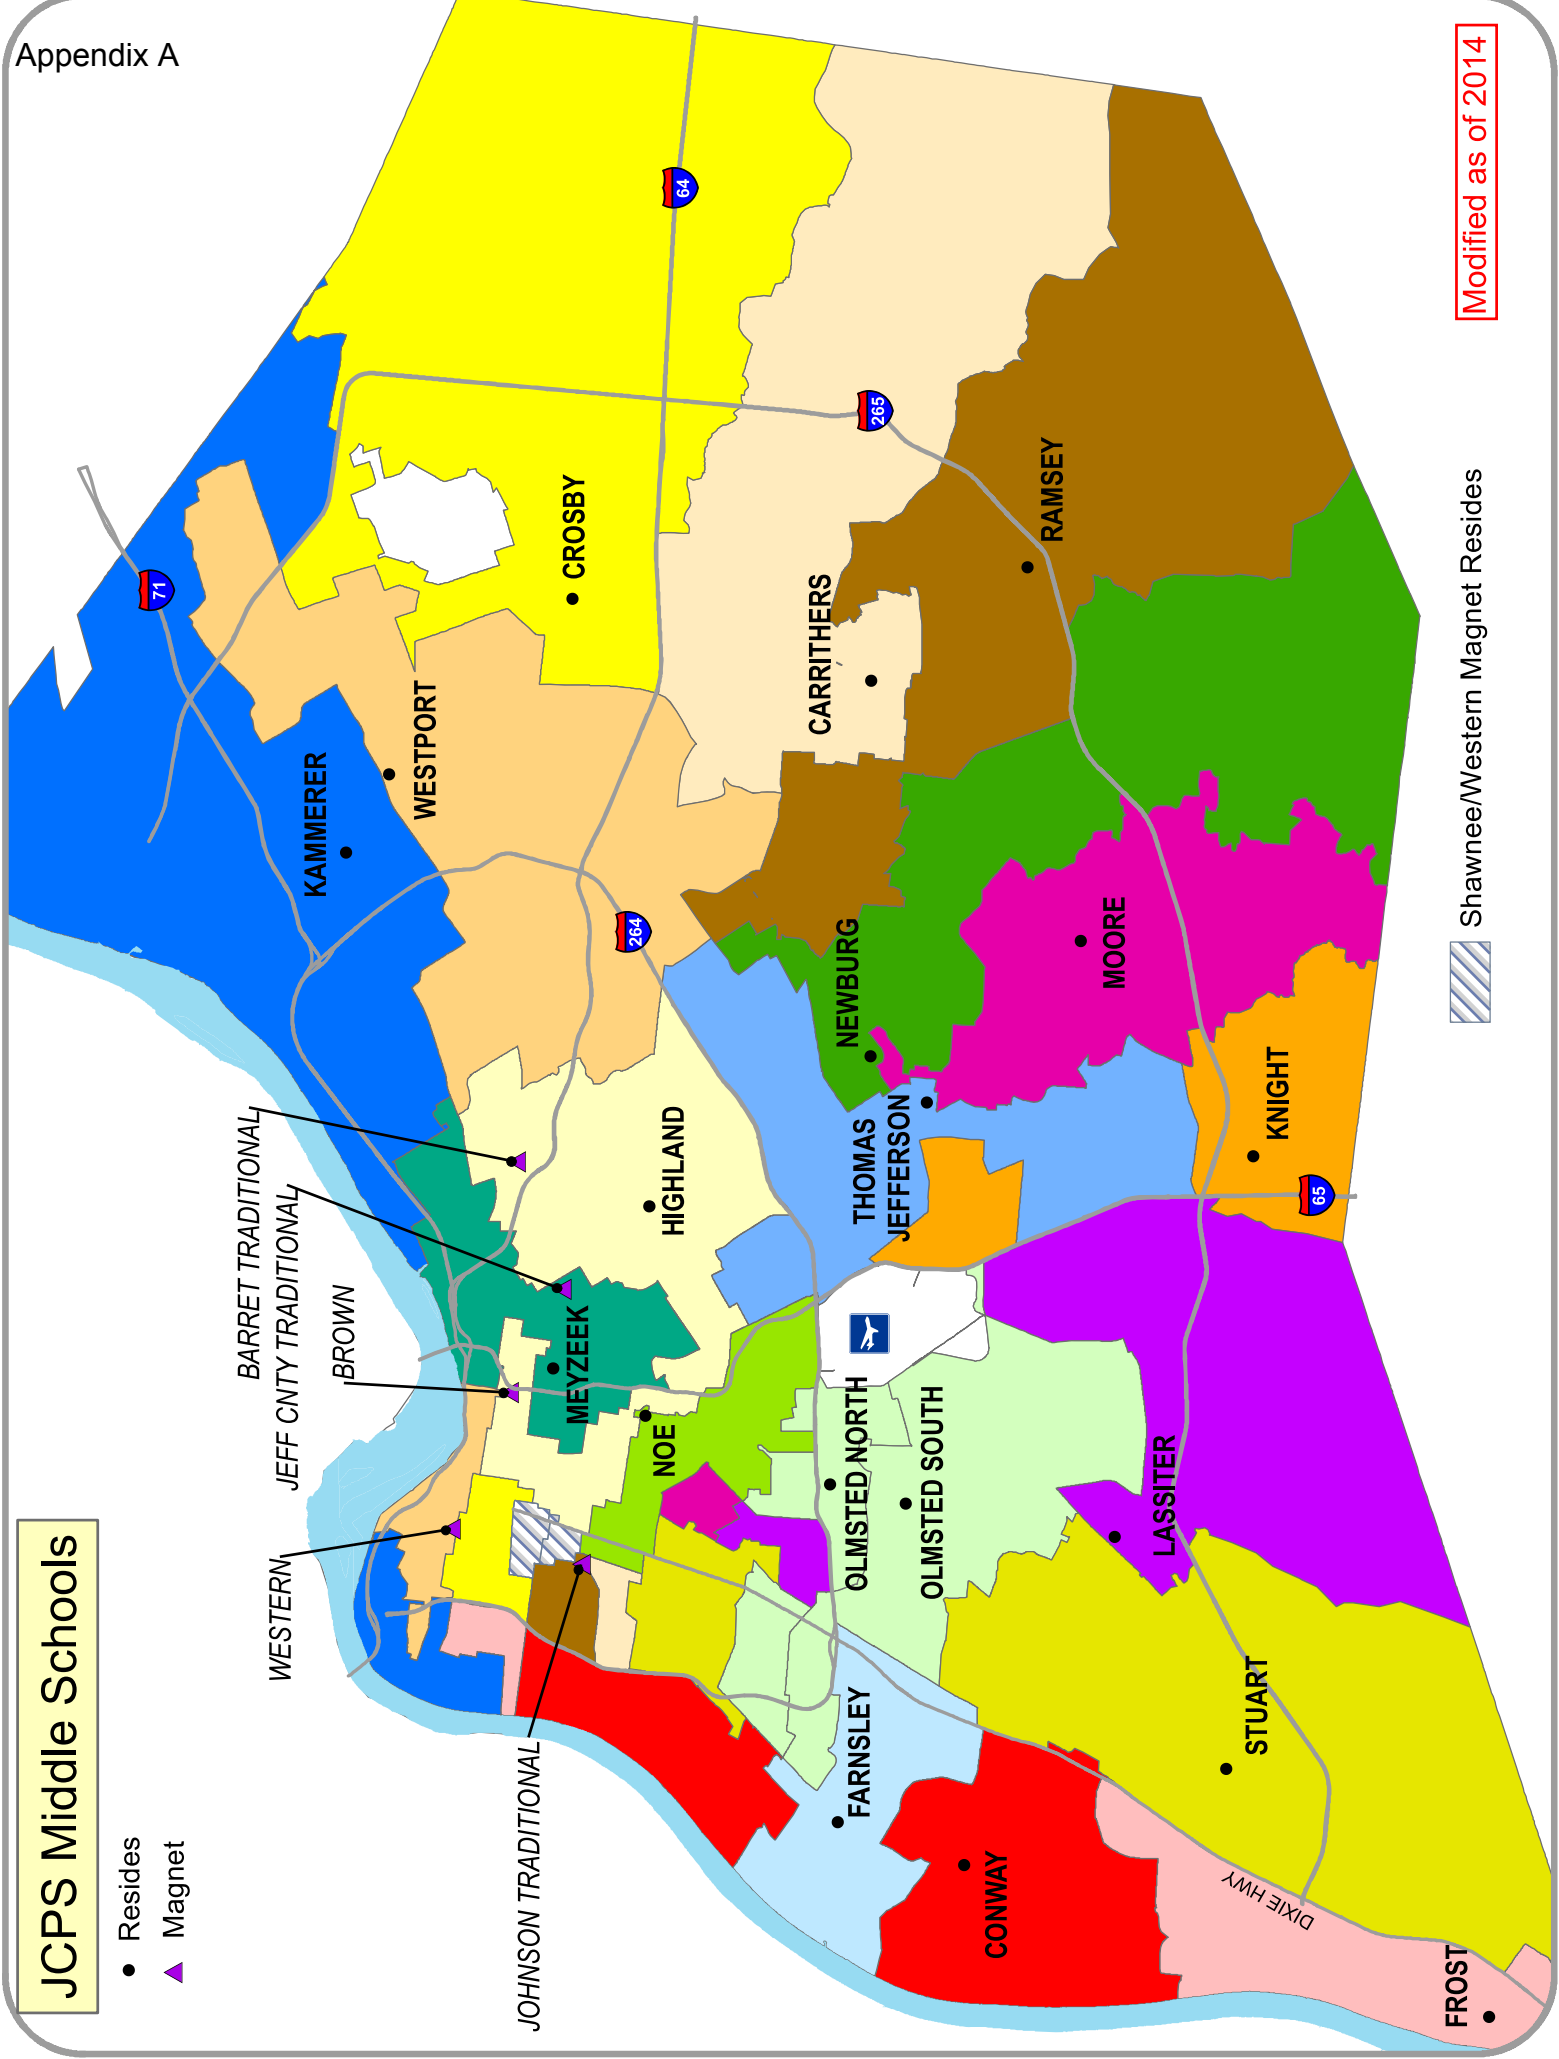 Appendix A
JCPS Middle Schools
Resides
Magnet
Modified as of 2014
Shawnee/Western Magnet Resides
BARRET TRADITIONAL
JEFF CNTY TRADITIONAL
BROWN
WESTERN
JOHNSON TRADITIONAL
KAMMERER
WESTPORT
CROSBY
CARRITHERS
RAMSEY
HIGHLAND
MEYZEEK
NOE
NEWBURG
MOORE
THOMAS
JEFFERSON
KNIGHT
OLMSTED NORTH
OLMSTED SOUTH
LASSITER
FARNSLEY
STUART
CONWAY
FROST
DIXIE HWY
71
64
265
264
65